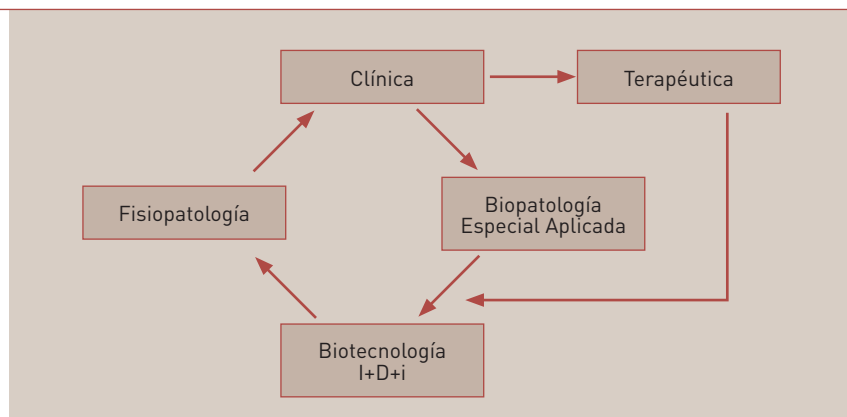 Clínica
Terapéutica
Fisiopatología
Biopatología
Especial Aplicada
Biotecnología
I+D+i